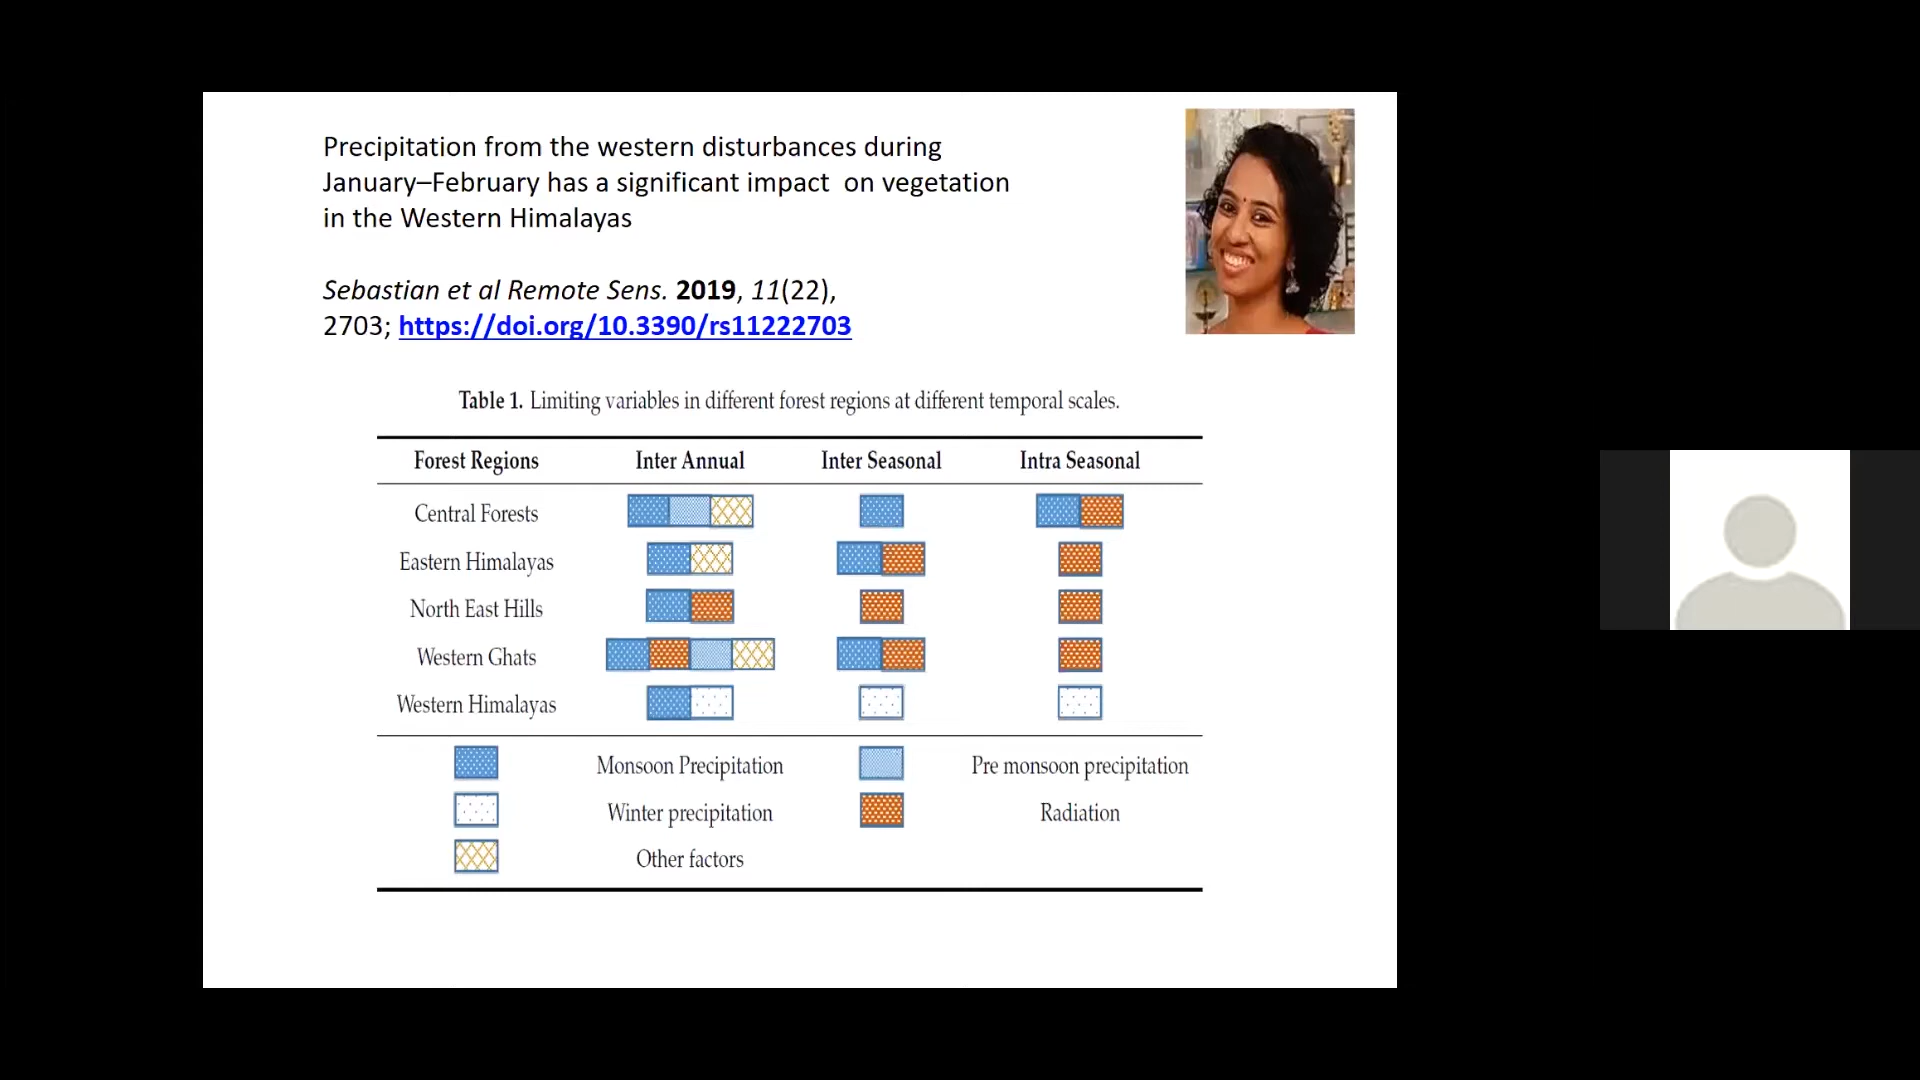 Precipitation from the western disturbances during
January–February has a significant impact  on vegetation
in the Western Himalayas
Sebastian et al Remote Sens. 2019, 11(22),
2703; https://doi.org/10.3390/rs11222703
Table 1. Limiting variables in different forest regions at different temporal scales.
Forest Regions Inter Annual Inter Seasonal Intra Seasonal
Central Forests
Eastern Himalayas
North East Hills
Western Ghats
Western Himalayas
Monsoon Precipitation Pre monsoon precipitation
Winter precipitation Radiation
Other factors